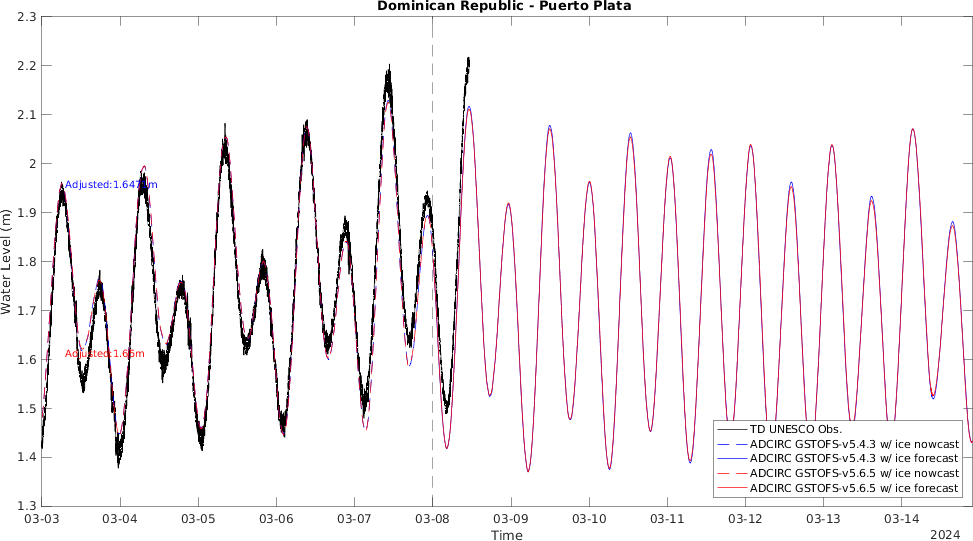 Dominican Republic - Puerto Plata
2.3
2.2
2.1
2
1.9
1.8
1.7
1.6
1.5
1.4
1.3
Water Level (m)
Adjusted:1.647 m
Adjusted:1.66m
TD UNESCO Obs.
ADCIRC GSTOFS-v5.4.3 w/ ice nowcast
ADCIRC GSTOFS-v5.4.3 w/ ice forecast
ADCIRC GSTOFS-v5.6.5 w/ ice nowcast
ADCIRC GSTOFS-v5.6.5 w/ ice forecast
03-03 03-04 03-05 03-06 03-07 03-08 03-09 03-10 03-11 03-12 03-13 03-14
Time
2024